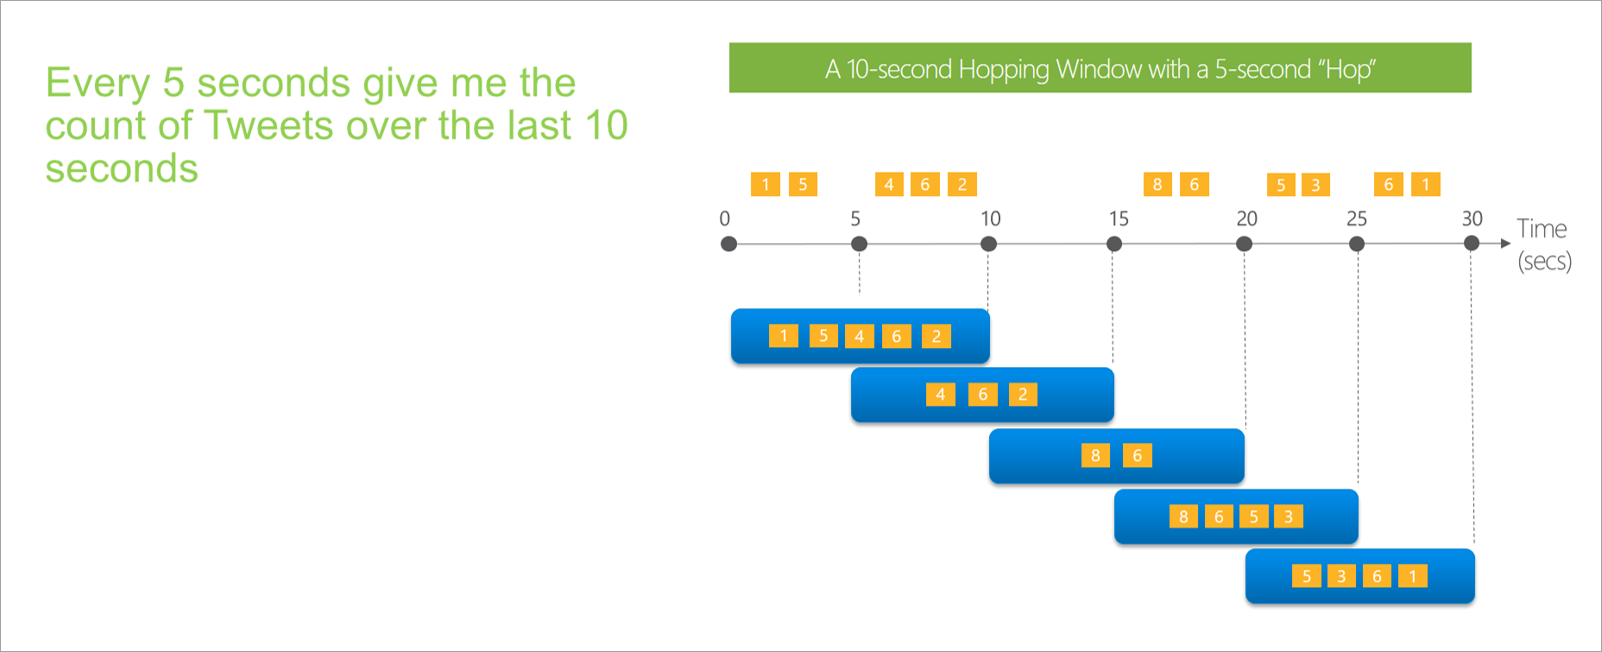 Every 5 seconds give me the
count of Tweets over the last 10
seconds
A 10-second Hopping Window with a 5-second “Hop”
1 5 4 6 2 8 6 5 3 6 1
0 5 10 15 20 25 30
Time
(secs)
1 5 4 6 2
4 6 2
8 6
8 6 5 3
5 3 6 1